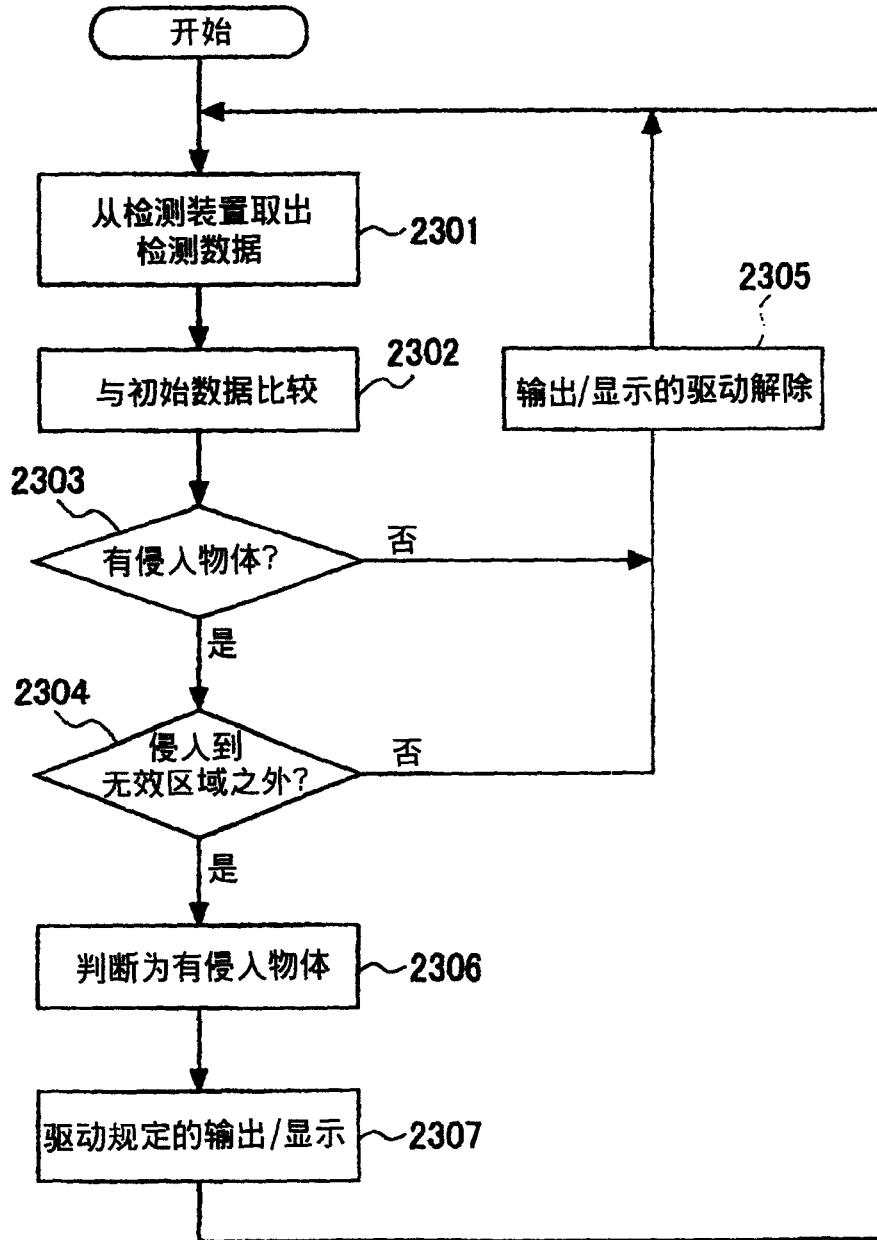 开始
从检测装置取出
检测数据
2301
2305
与初始数据比较
2302
输出/显示的驱动解除
2303
有侵入物体?
否
是
2304
侵入到
无效区域之外?
否
是
判断为有侵入物体
2306
驱动规定的输出/显示
2307